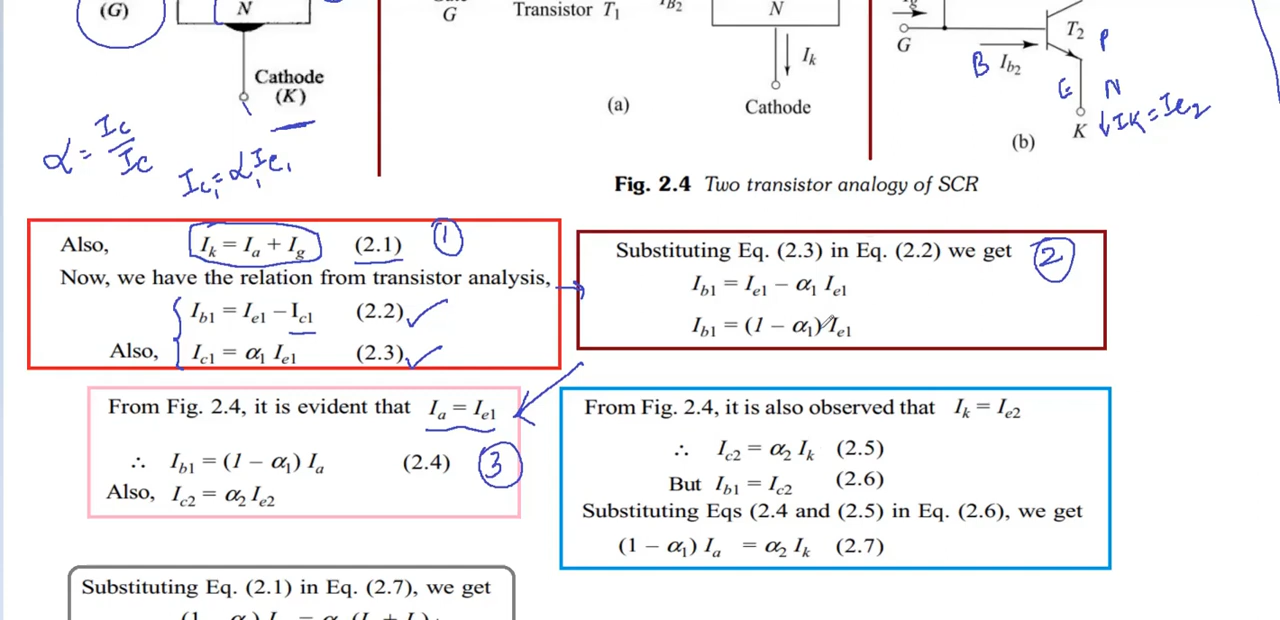 (G)
N
Cathode
(K)
α = Ic/Ic
Ic1 = α1 Ie1
G
Transistor T1
IB2
N
Ik
Cathode
(a)
G
T2
P
B
Ib2
E
N
K
↓IK = Ie2
(b)
Fig. 2.4 Two transistor analogy of SCR
Also, Ik = Ia + Ig (2.1) 1
Now, we have the relation from transistor analysis,
Ib1 = Ie1 – Ic1 (2.2)
Also, Ic1 = α1 Ie1 (2.3)
Substituting Eq. (2.3) in Eq. (2.2) we get 2
Ib1 = Ie1 – α1 Ie1
Ib1 = (1 – α1) Ie1
From Fig. 2.4, it is evident that Ia = Ie1
∴ Ib1 = (1 – α1) Ia (2.4) 3
Also, Ic2 = α2 Ie2
From Fig. 2.4, it is also observed that Ik = Ie2
∴ Ic2 = α2 Ik (2.5)
But Ib1 = Ic2 (2.6)
Substituting Eqs (2.4 and (2.5) in Eq. (2.6), we get
(1 – α1) Ia = α2 Ik (2.7)
Substituting Eq. (2.1) in Eq. (2.7), we get